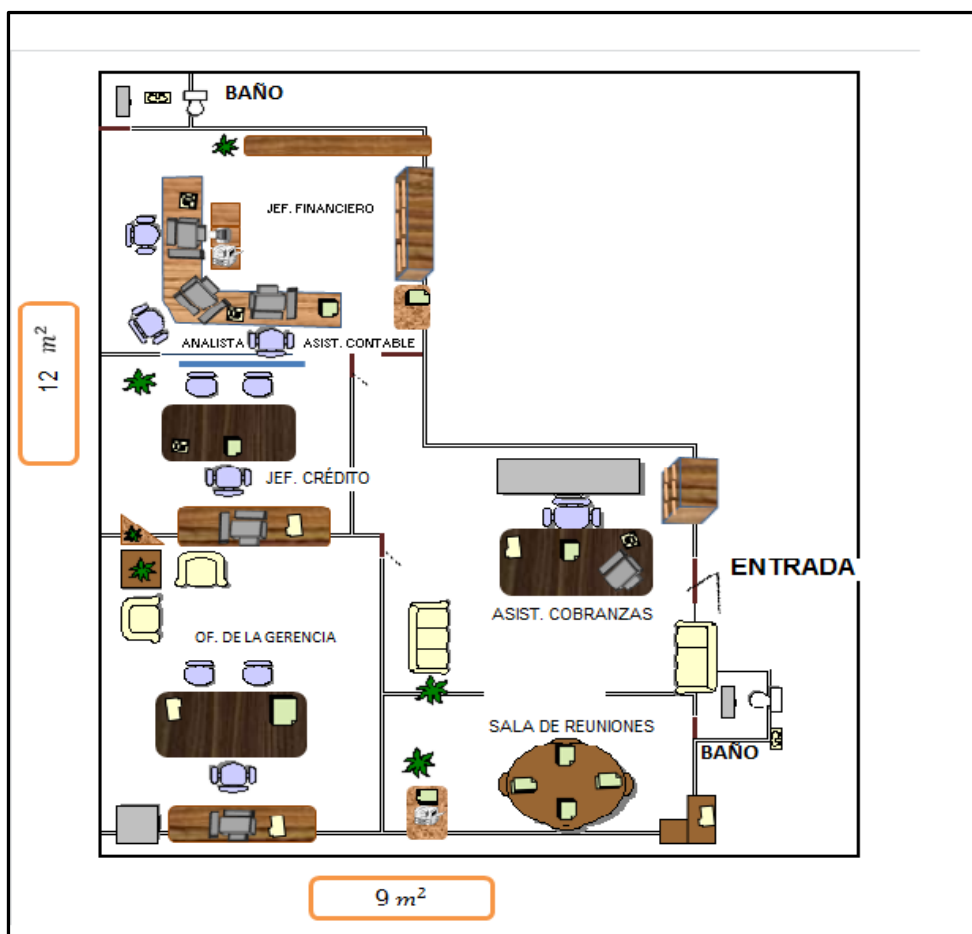 BAÑO
JEF. FINANCIERO
12 m²
ANALISTA
ASIST. CONTABLE
JEF. CRÉDITO
ENTRADA
ASIST. COBRANZAS
OF. DE LA GERENCIA
SALA DE REUNIONES
BAÑO
9 m²